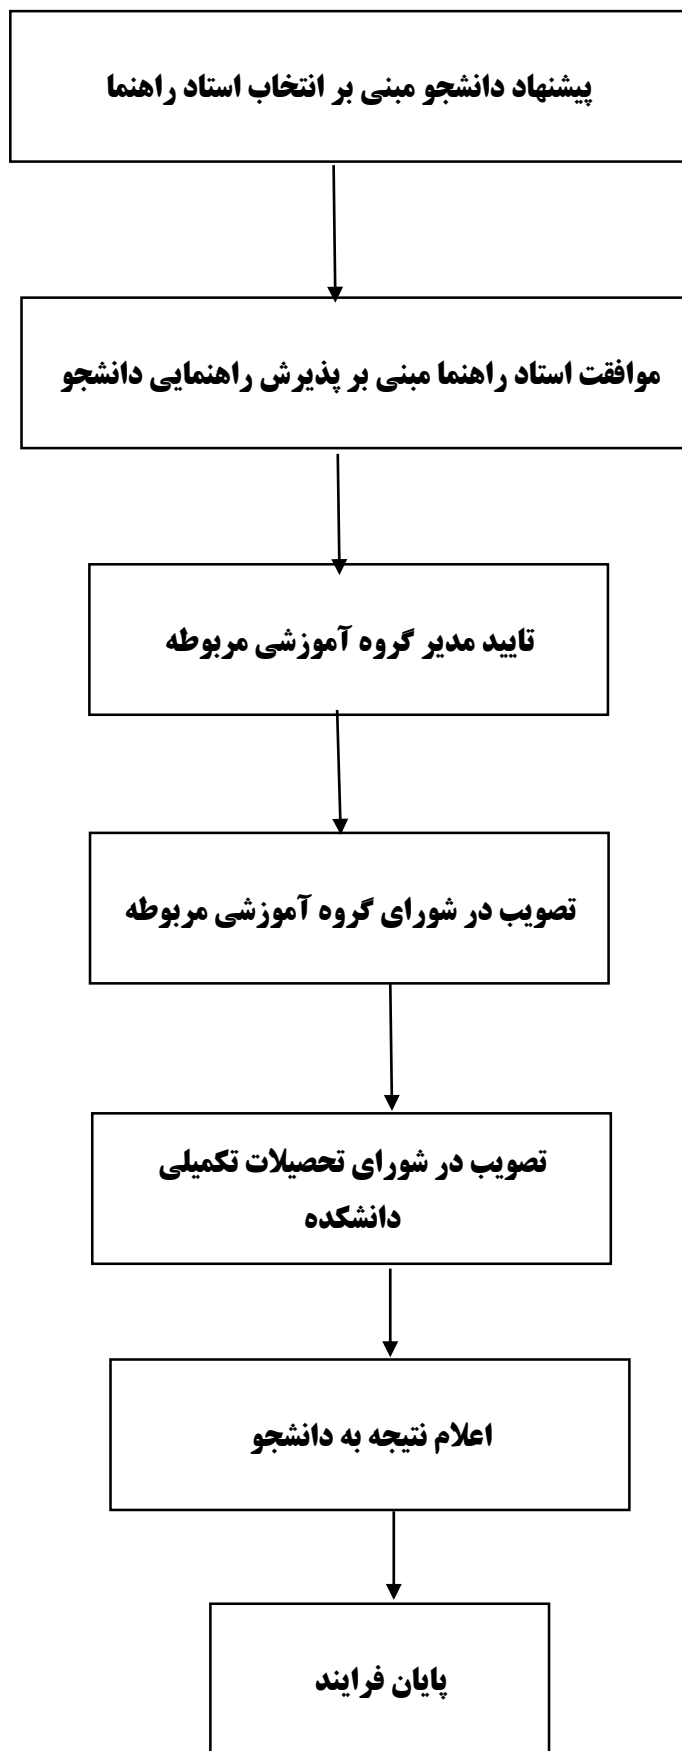 پیشنهاد دانشجو مبنی بر انتخاب استاد راهنما
موافقت استاد راهنما مبنی بر پذیرش راهنمایی دانشجو
تایید مدیر گروه آموزشی مربوطه
تصویب در شورای گروه آموزشی مربوطه
تصویب در شورای تحصیلات تکمیلی
دانشکده
اعلام نتیجه به دانشجو
پایان فرایند